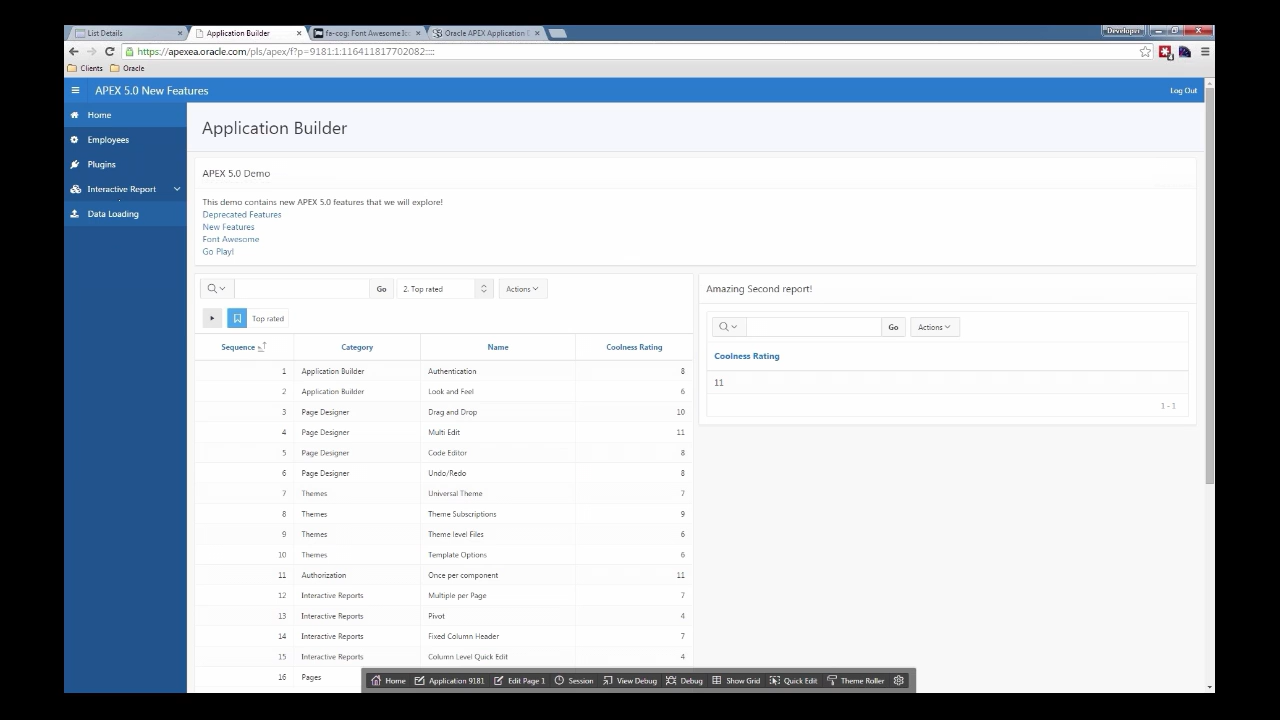 List Details
Application Builder
fa-cog: Font Awesome Ic
Oracle APEX Application
Developer
https://apexea.oracle.com/pls/apex/f?p=9181:1:116411817702082::::
Clients
Oracle
APEX 5.0 New Features
Log Out
Home
Employees
Plugins
Interactive Report
Data Loading
Application Builder
APEX 5.0 Demo
This demo contains new APEX 5.0 features that we will explore!
Deprecated Features
New Features
Font Awesome
Go Play!
Go
2. Top rated
Actions
Top rated
Sequence Category Name Coolness Rating
1 Application Builder Authentication 8
2 Application Builder Look and Feel 6
3 Page Designer Drag and Drop 10
4 Page Designer Multi Edit 11
5 Page Designer Code Editor 8
6 Page Designer Undo/Redo 8
7 Themes Universal Theme 7
8 Themes Theme Subscriptions 9
9 Themes Theme level Files 6
10 Themes Template Options 6
11 Authorization Once per component 11
12 Interactive Reports Multiple per Page 7
13 Interactive Reports Pivot 4
14 Interactive Reports Fixed Column Header 7
15 Interactive Reports Column Level Quick Edit 4
16 Pages
Amazing Second report!
Go
Actions
Coolness Rating
11
1 - 1
Home Application 9181 Edit Page 1 Session View Debug Debug Show Grid Quick Edit Theme Roller